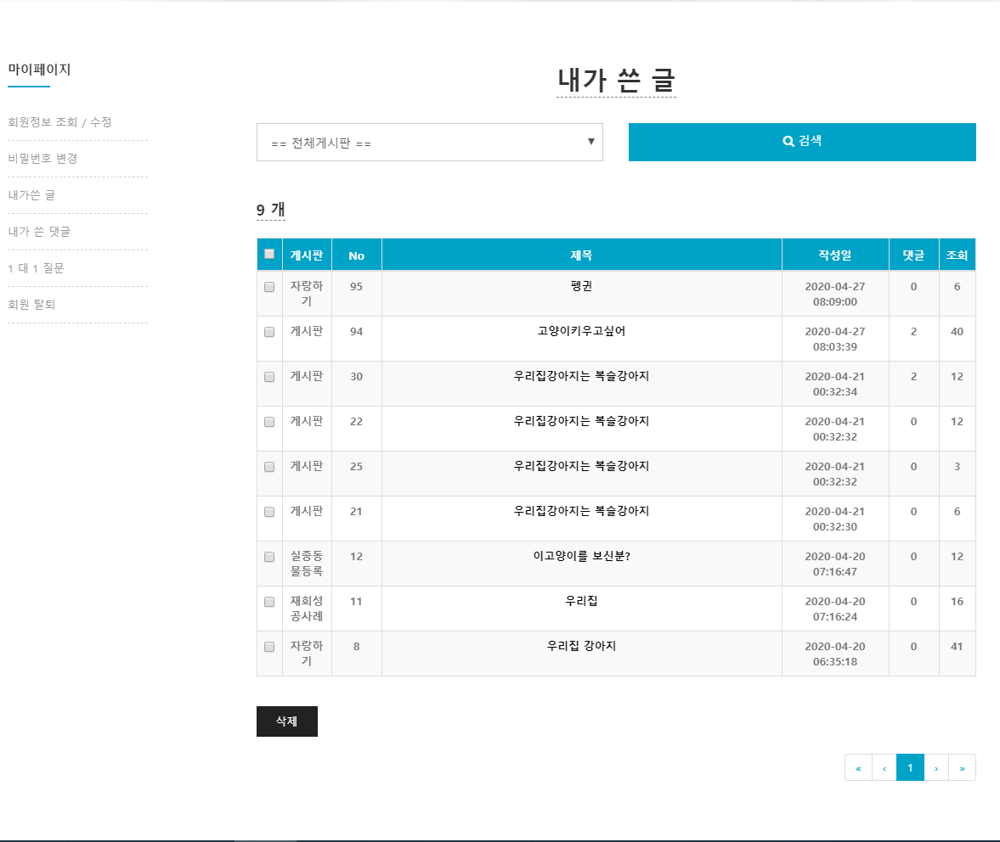 마이페이지
회원정보 조회 / 수정
비밀번호 변경
내가쓴 글
내가 쓴 댓글
1 대 1 질문
회원 탈퇴
내가 쓴 글
== 전체게시판 == ▼
검색
9 개
게시판 No 제목 작성일 댓글 조회
자랑하 95 펭귄 2020-04-27 0 6
기 08:09:00
게시판 94 고양이키우고싶어 2020-04-27 2 40
08:03:39
게시판 30 우리집강아지는 복슬강아지 2020-04-21 2 12
00:32:34
게시판 22 우리집강아지는 복슬강아지 2020-04-21 0 12
00:32:32
게시판 25 우리집강아지는 복슬강아지 2020-04-21 0 3
00:32:32
게시판 21 우리집강아지는 복슬강아지 2020-04-21 0 6
00:32:30
실종동 12 이고양이를 보신분? 2020-04-20 0 12
물등록 07:16:47
재회성 11 우리집 2020-04-20 0 16
공사례 07:16:24
자랑하 8 우리집 강아지 2020-04-20 0 41
기 06:35:18
삭제
« ‹ 1 › »